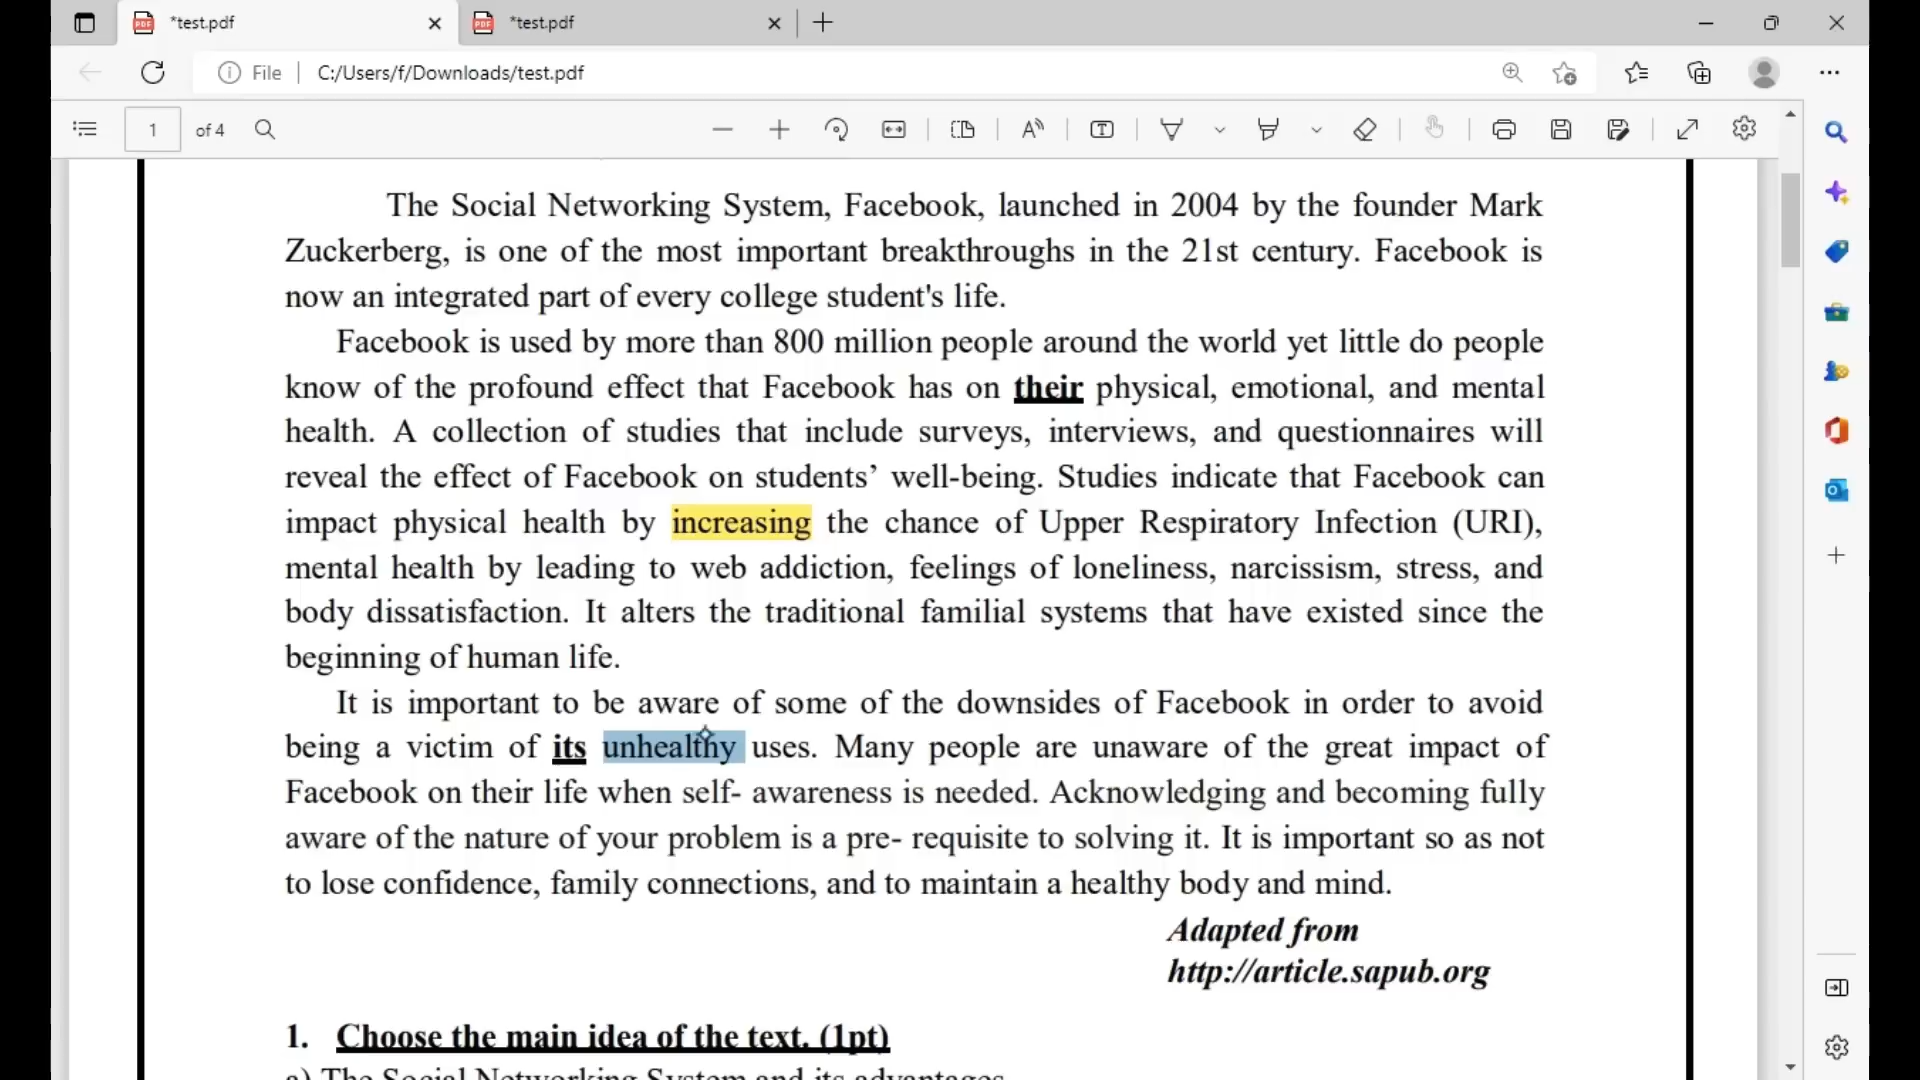 *test.pdf
*test.pdf
File
C:/Users/f/Downloads/test.pdf
1
of 4
The Social Networking System, Facebook, launched in 2004 by the founder Mark
Zuckerberg, is one of the most important breakthroughs in the 21st century. Facebook is
now an integrated part of every college student's life.
Facebook is used by more than 800 million people around the world yet little do people
know of the profound effect that Facebook has on their physical, emotional, and mental
health. A collection of studies that include surveys, interviews, and questionnaires will
reveal the effect of Facebook on students’ well-being. Studies indicate that Facebook can
impact physical health by increasing the chance of Upper Respiratory Infection (URI),
mental health by leading to web addiction, feelings of loneliness, narcissism, stress, and
body dissatisfaction. It alters the traditional familial systems that have existed since the
beginning of human life.
It is important to be aware of some of the downsides of Facebook in order to avoid
being a victim of its unhealthy uses. Many people are unaware of the great impact of
Facebook on their life when self- awareness is needed. Acknowledging and becoming fully
aware of the nature of your problem is a pre- requisite to solving it. It is important so as not
to lose confidence, family connections, and to maintain a healthy body and mind.
Adapted from
http://article.sapub.org
1. Choose the main idea of the text. (1pt)
a) The Social Networking System and its advantages